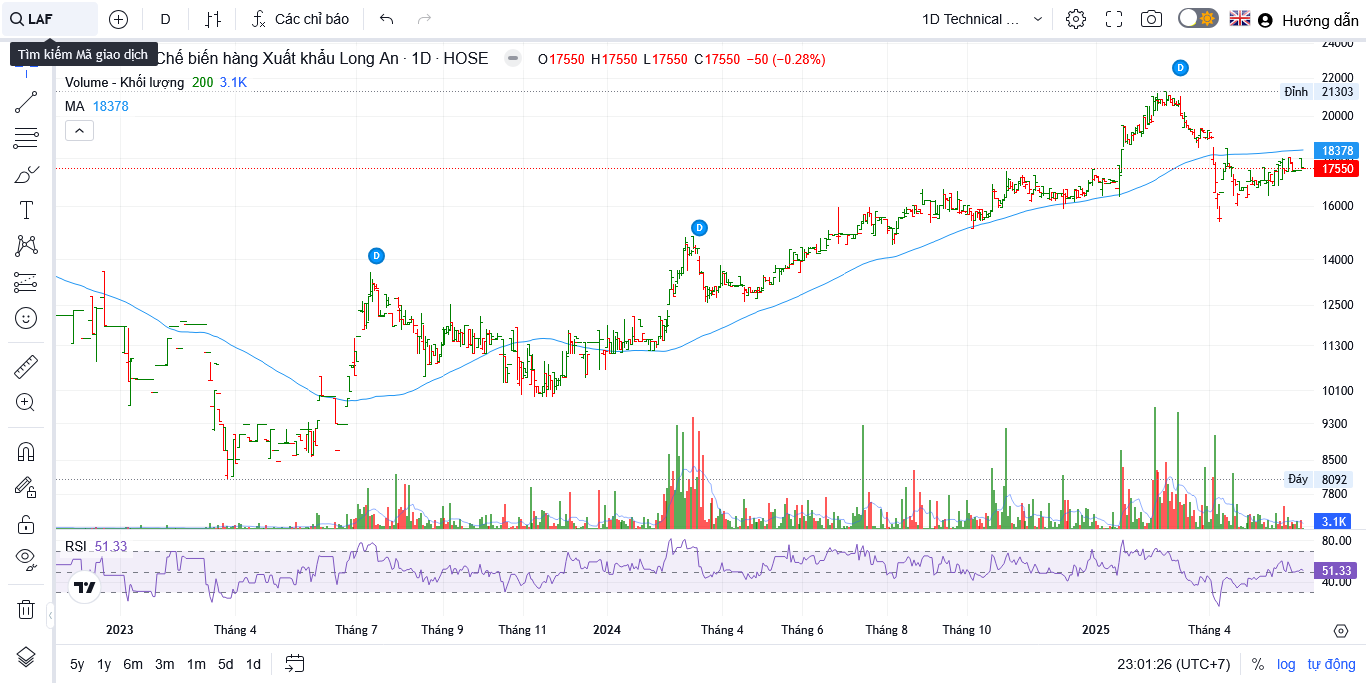 LAF
D
Các chỉ báo
1D Technical ...
Hướng dẫn
Tìm kiếm Mã giao dịch
Chế biến hàng Xuất khẩu Long An · 1D · HOSE
O17550 H17550 L17550 C17550 −50 (−0.28%)
Volume - Khối lượng 200 3.1K
MA 18378
D
D
D
24000
22000
Đỉnh 21303
20000
18378
17550
16000
14000
12500
11300
10100
9300
8500
Đáy 8092
7800
3.1K
RSI 51.33
80.00
51.33
40.00
2023
Tháng 4
Tháng 7
Tháng 9
Tháng 11
2024
Tháng 4
Tháng 6
Tháng 8
Tháng 10
2025
Tháng 4
5y 1y 6m 3m 1m 5d 1d
23:01:26 (UTC+7)
% log tự động